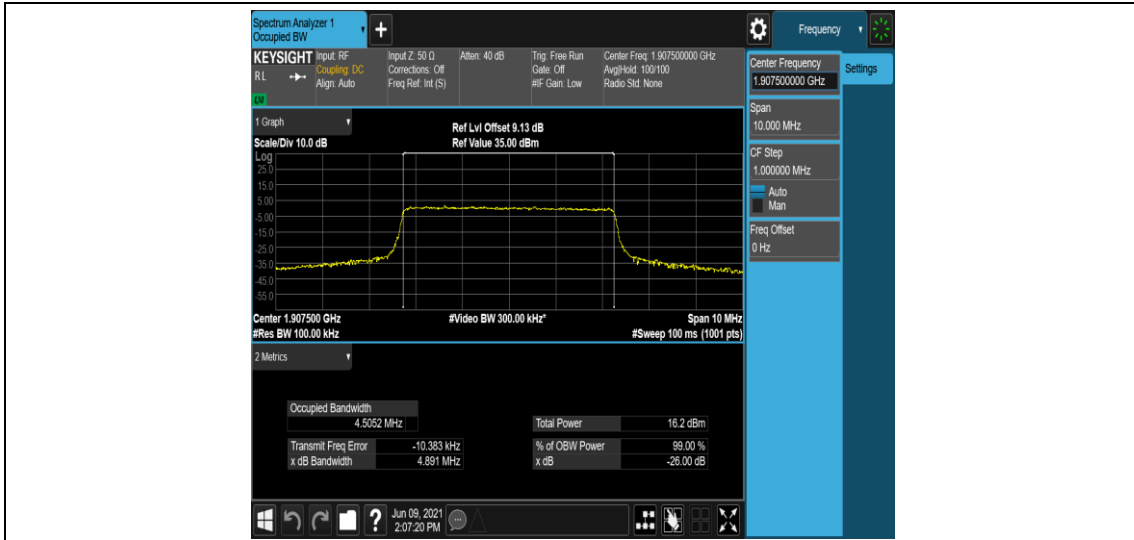 Spectrum Analyzer 1
Occupied BW
+
Frequency
KEYSIGHT
RL
Input: RF
Coupling: DC
Align: Auto
Input Z: 50 Ω
Corrections: Off
Freq Ref: Int (S)
Atten: 40 dB
Trig: Free Run
Gate: Off
#IF Gain: Low
Center Freq: 1.907500000 GHz
Avg|Hold: 100/100
Radio Std: None
Center Frequency
1.907500000 GHz
Settings
Span
10.000 MHz
CF Step
1.000000 MHz
Auto
Man
Freq Offset
0 Hz
1 Graph
Ref Lvl Offset 9.13 dB
Scale/Div 10.0 dB
Ref Value 35.00 dBm
Log
25.0
15.0
5.00
-5.00
-15.0
-25.0
-35.0
-45.0
-55.0
Center 1.907500 GHz
#Video BW 300.00 kHz*
Span 10 MHz
#Res BW 100.00 kHz
#Sweep 100 ms (1001 pts)
2 Metrics
Occupied Bandwidth
4.5052 MHz
Total Power 16.2 dBm
Transmit Freq Error -10.383 kHz
% of OBW Power 99.00 %
x dB Bandwidth 4.891 MHz
x dB -26.00 dB
?
Jun 09, 2021
2:07:20 PM